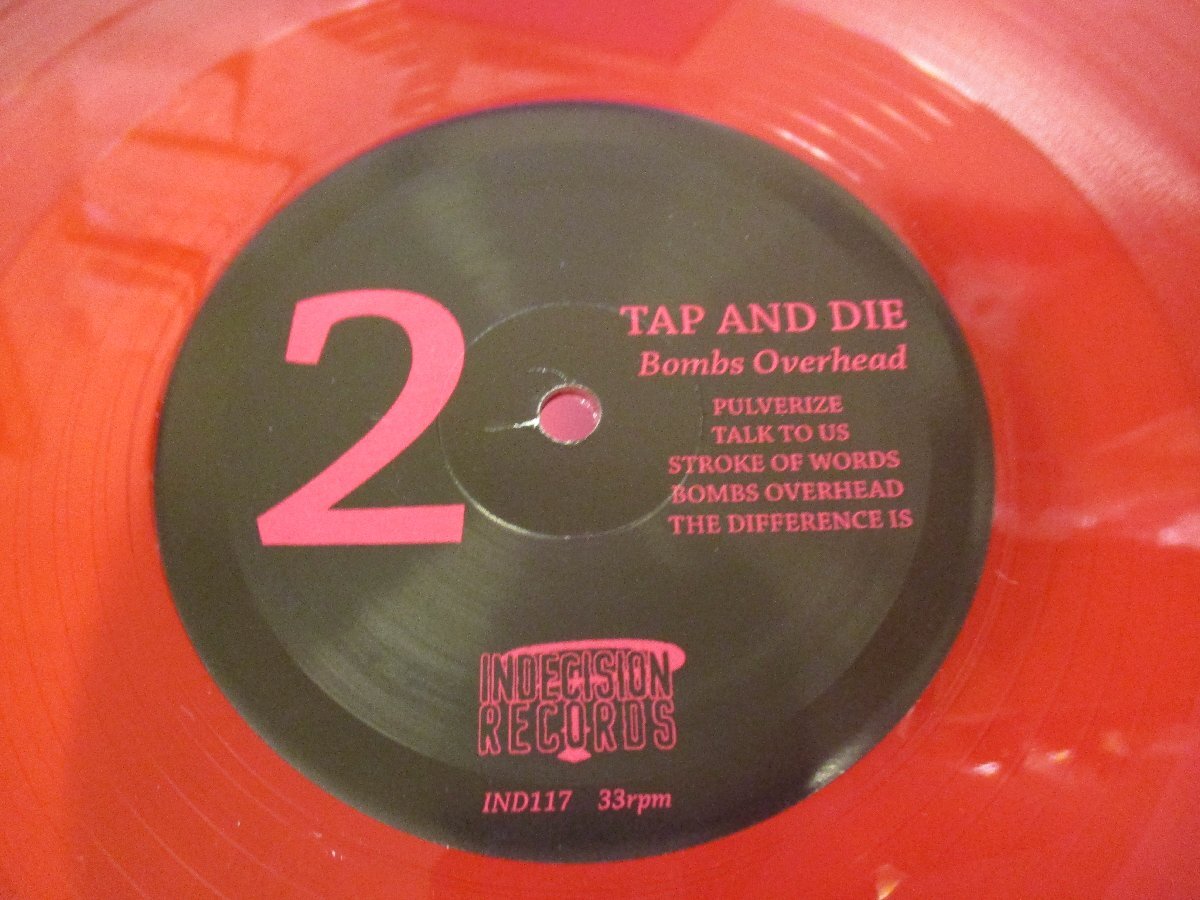 2
TAP AND DIE
Bombs Overhead
PULVERIZE
TALK TO US
STROKE OF WORDS
BOMBS OVERHEAD
THE DIFFERENCE IS
INDECISION
RECORDS
IND117 33rpm